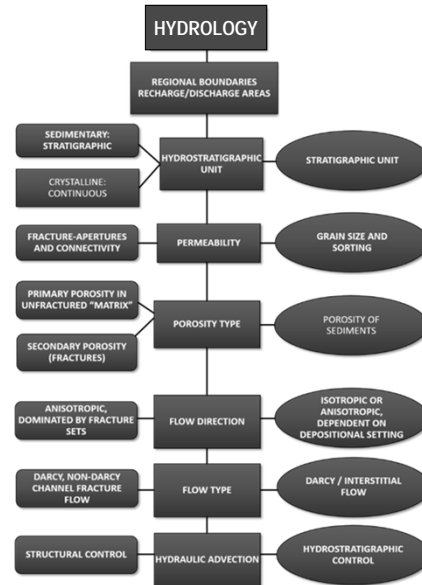 HYDROLOGY
REGIONAL BOUNDARIES
RECHARGE/DISCHARGE AREAS
SEDIMENTARY:
STRATIGRAPHIC
CRYSTALLINE:
CONTINUOUS
HYDROSTRATIGRAPHIC
UNIT
STRATIGRAPHIC UNIT
FRACTURE-APERTURES
AND CONNECTIVITY
PERMEABILITY
GRAIN SIZE AND
SORTING
PRIMARY POROSITY IN
UNFRACTURED “MATRIX”
SECONDARY POROSITY
(FRACTURES)
POROSITY TYPE
POROSITY OF
SEDIMENTS
ANISOTROPIC,
DOMINATED BY FRACTURE
SETS
FLOW DIRECTION
ISOTROPIC OR
ANISOTROPIC,
DEPENDENT ON
DEPOSITIONAL SETTING
DARCY, NON-DARCY
CHANNEL FRACTURE
FLOW
FLOW TYPE
DARCY / INTERSTITIAL
FLOW
STRUCTURAL CONTROL
HYDRAULIC ADVECTION
HYDROSTRATIGRAPHIC
CONTROL